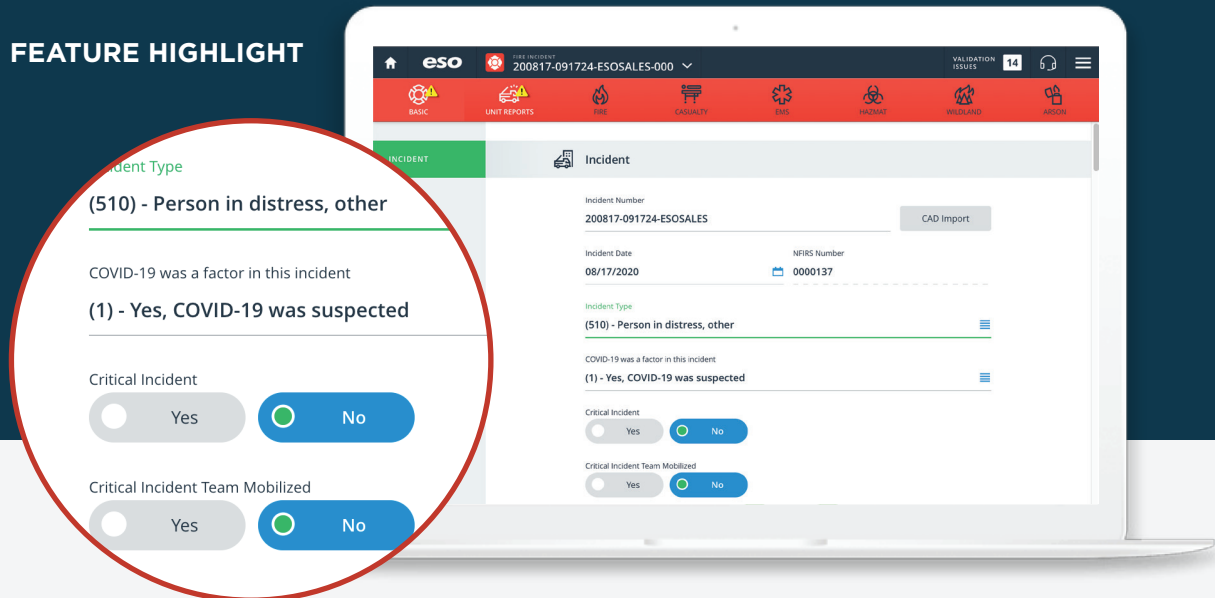 FEATURE HIGHLIGHT
eso
FIRE INCIDENT
200817-091724-ESOSALES-000
VALIDATION
ISSUES
14
BASIC
UNIT REPORTS
FIRE
CASUALTY
EMS
HAZMAT
WILDLAND
ARSON
INCIDENT
Incident
Incident Number
200817-091724-ESOSALES
CAD Import
Incident Date
NFIRS Number
08/17/2020
0000137
Incident Type
(510) - Person in distress, other
COVID-19 was a factor in this incident
(1) - Yes, COVID-19 was suspected
Critical Incident
Yes No
Critical Incident Team Mobilized
Yes No
ident Type
(510) - Person in distress, other
COVID-19 was a factor in this incident
(1) - Yes, COVID-19 was suspected
Critical Incident
Yes No
Critical Incident Team Mobilized
Yes No